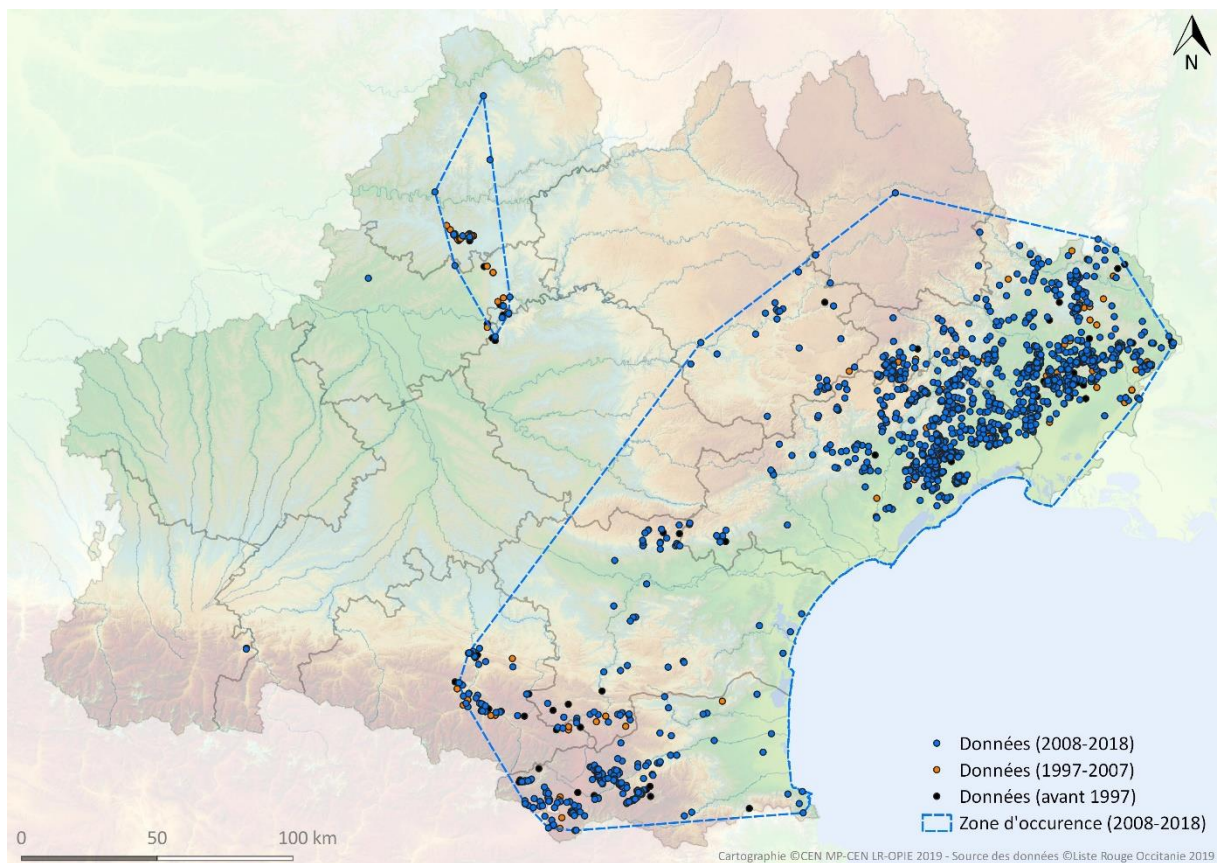 N
Données (2008-2018)
Données (1997-2007)
Données (avant 1997)
Zone d'occurence (2008-2018)
0 50 100 km
Cartographie ©CEN MP-CEN LR-OPIE 2019 - Source des données ©Liste Rouge Occitanie 2019